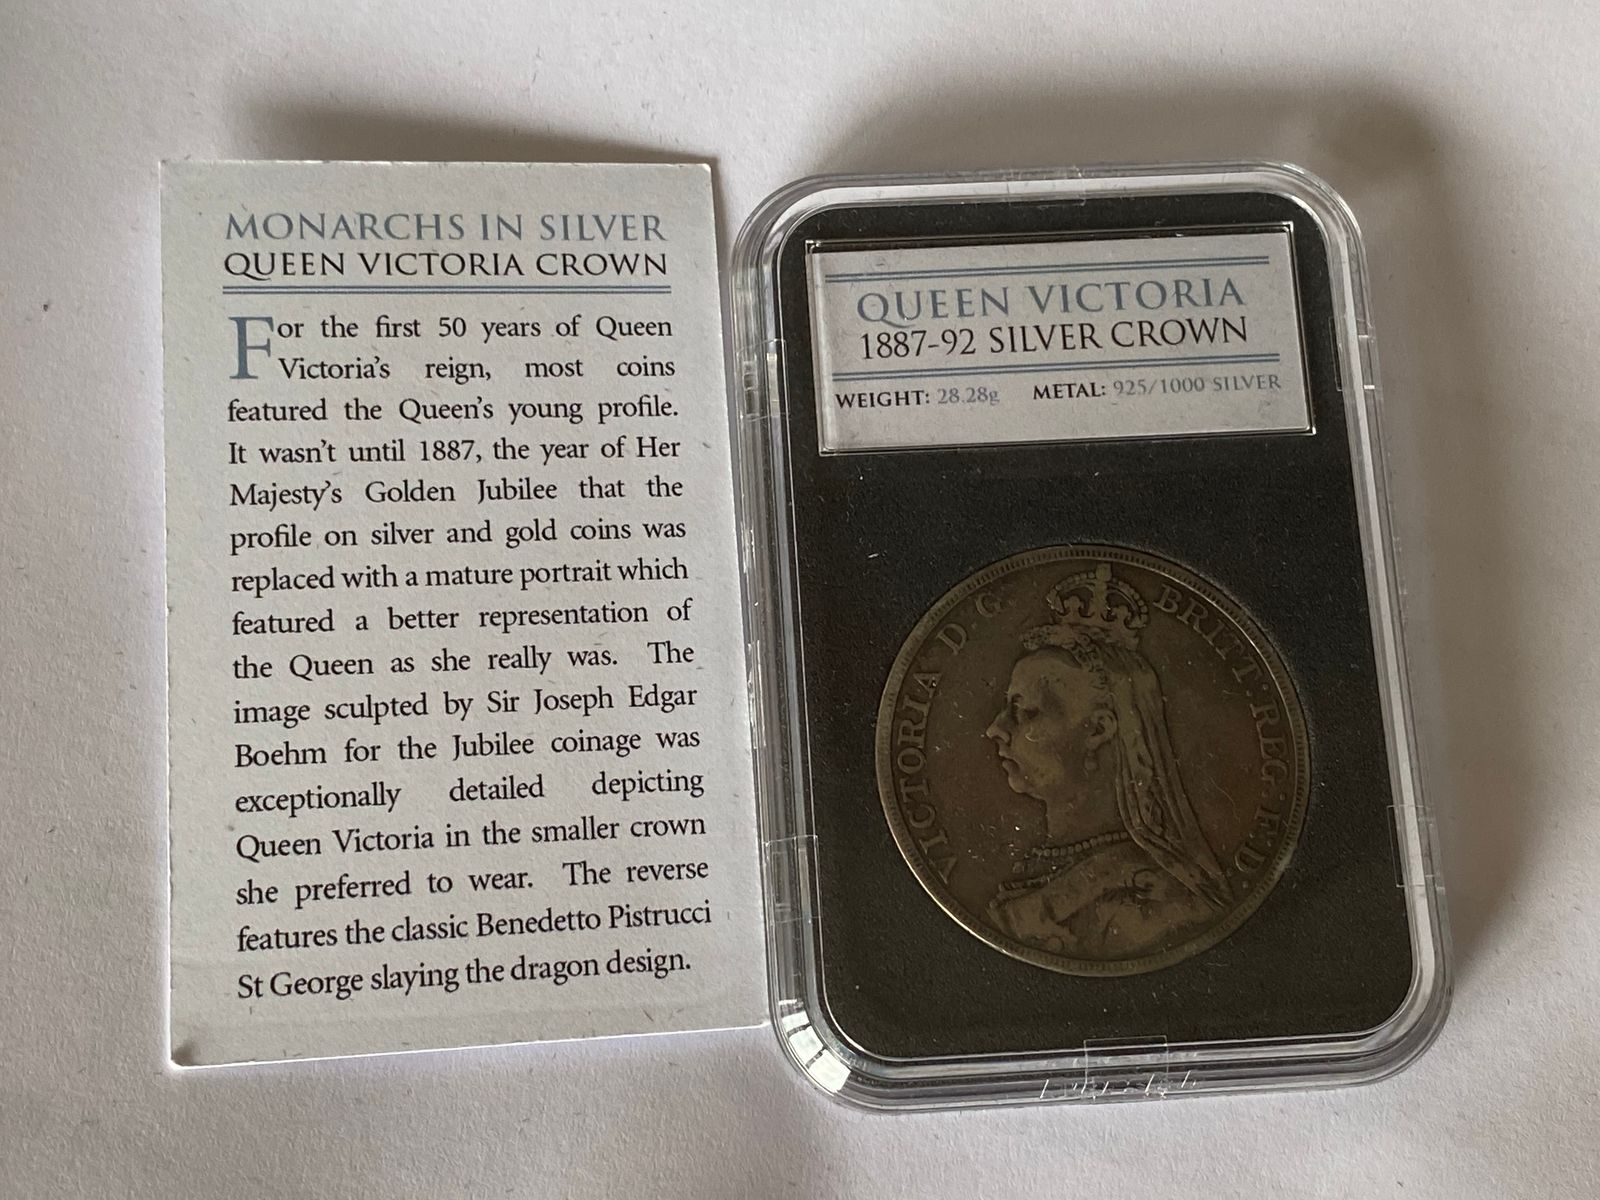 MONARCHS IN SILVER
QUEEN VICTORIA CROWN
For the first 50 years of Queen
Victoria's reign, most coins
featured the Queen's young profile.
It wasn't until 1887, the year of Her
Majesty's Golden Jubilee that the
profile on silver and gold coins was
replaced with a mature portrait which
featured a better representation of
the Queen as she really was. The
image sculpted by Sir Joseph Edgar
Boehm for the Jubilee coinage was
exceptionally detailed depicting
Queen Victoria in the smaller crown
she preferred to wear. The reverse
features the classic Benedetto Pistrucci
St George slaying the dragon design.
QUEEN VICTORIA
1887-92 SILVER CROWN
WEIGHT: 28.28g METAL: 925/1000 SILVER
VICTORIA D. G. BRITT: REG: F.D.